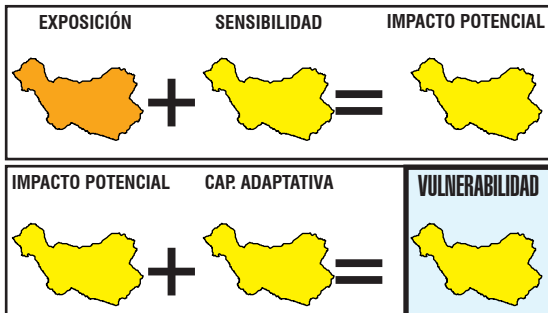 EXPOSICIÓN SENSIBILIDAD IMPACTO POTENCIAL
+ =
IMPACTO POTENCIAL CAP. ADAPTATIVA VULNERABILIDAD
+ =